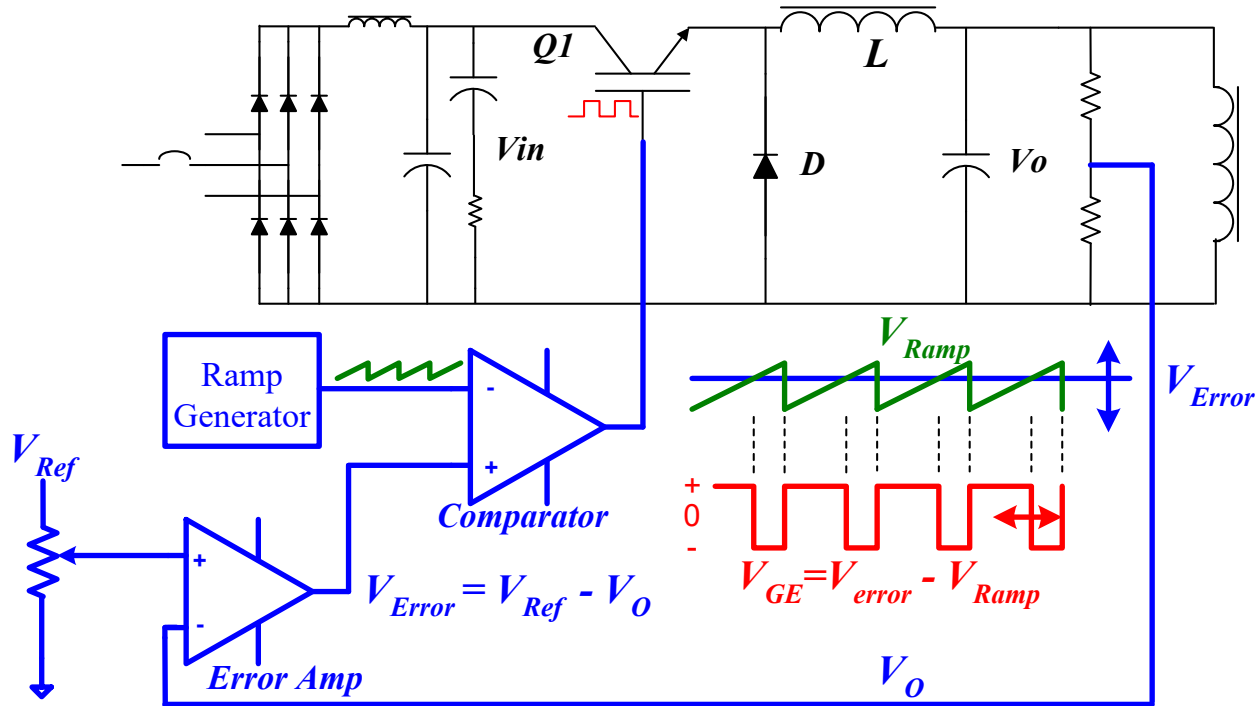 Q1
L
Vin
D
Vo
Ramp
Generator
-
+
Comparator
V_Ramp
V_Error
V_Ref
+
-
Error Amp
V_Error = V_Ref - V_O
+
0
-
V_GE=V_error - V_Ramp
V_O